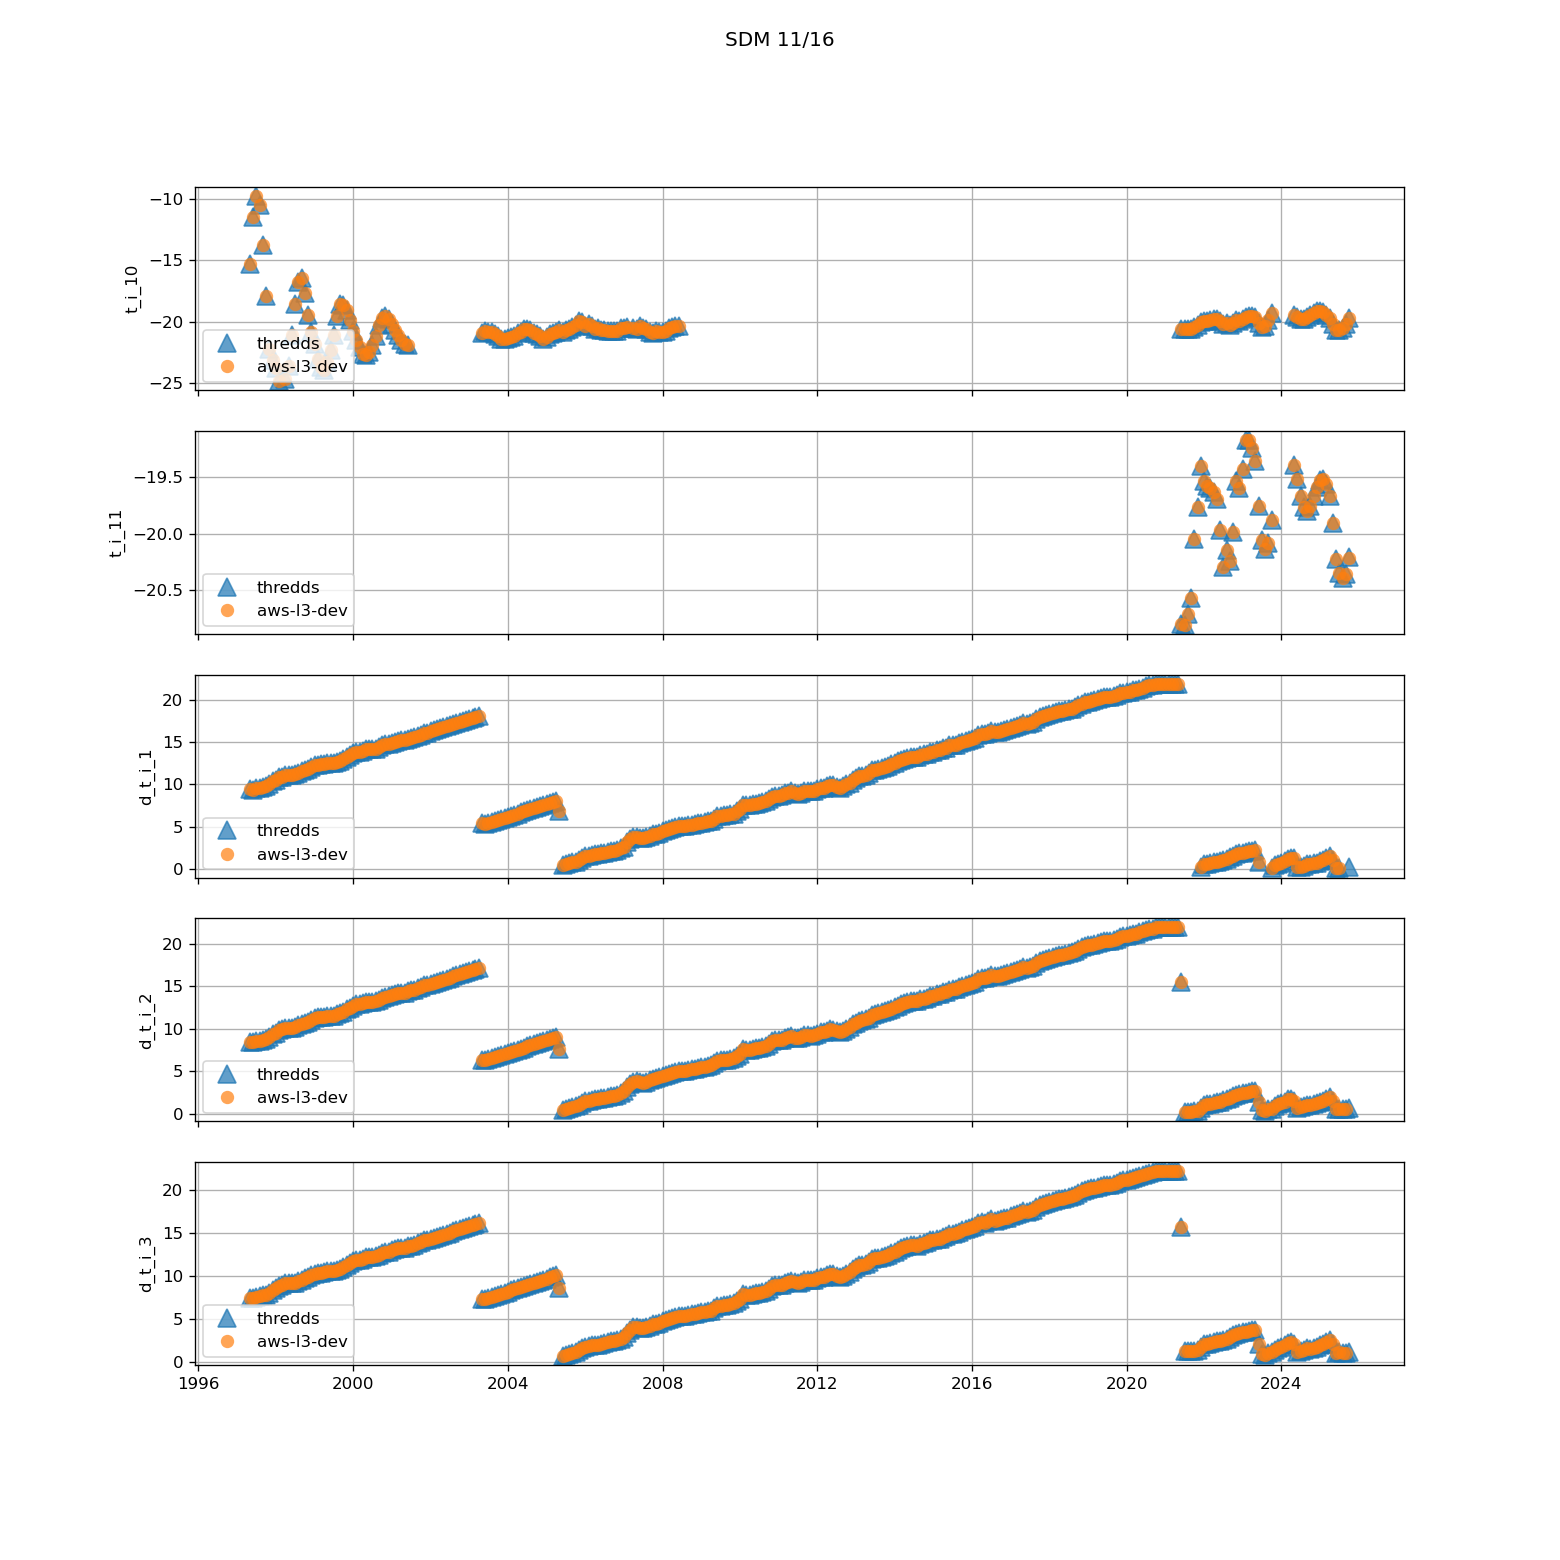 SDM 11/16
−10
−15
−20
−25
t_i_10
thredds
aws-l3-dev
−19.5
−20.0
−20.5
t_i_11
thredds
aws-l3-dev
20
15
10
5
0
d_t_i_1
thredds
aws-l3-dev
20
15
10
5
0
d_t_i_2
thredds
aws-l3-dev
20
15
10
5
0
d_t_i_3
thredds
aws-l3-dev
1996 2000 2004 2008 2012 2016 2020 2024